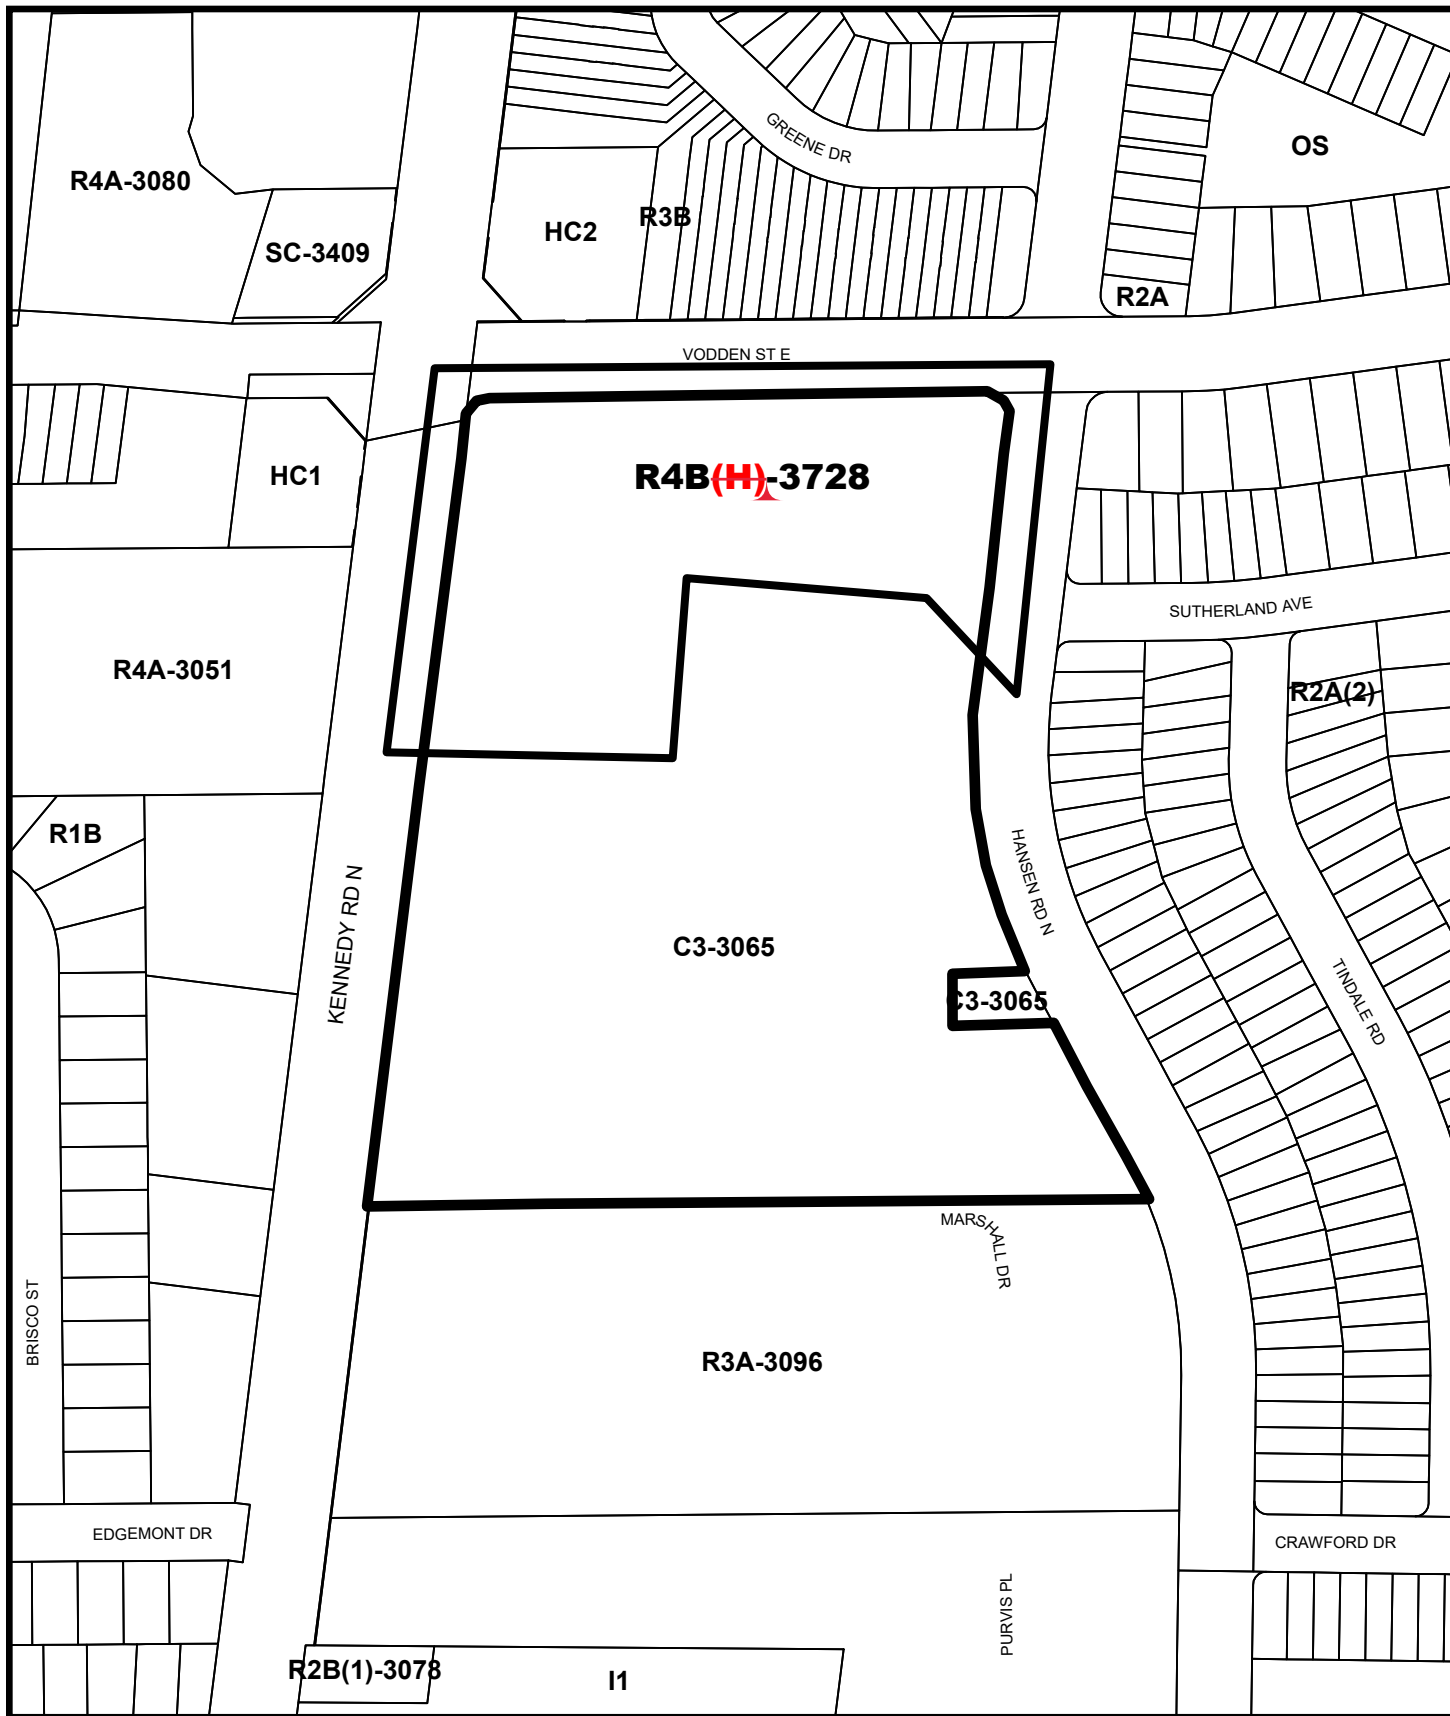 GREENE DR
OS
R4A-3080
R3B
HC2
SC-3409
R2A
VODDEN ST E
HC1
R4B(H)-3728
SUTHERLAND AVE
R4A-3051
R2A(2)
R1B
HANSEN RD N
KENNEDY RD N
C3-3065
C3-3065
TINDALE RD
MARSHALL DR
BRISCO ST
R3A-3096
EDGEMONT DR
CRAWFORD DR
PURVIS PL
R2B(1)-3078
I1